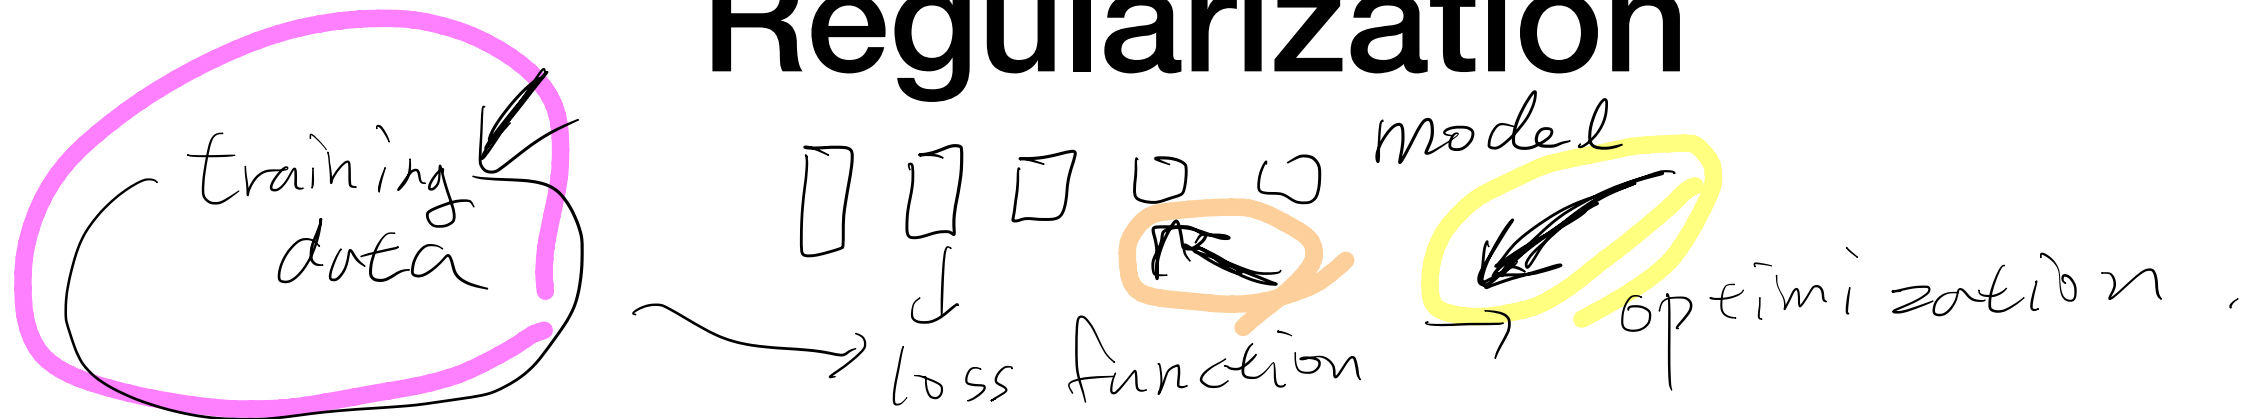 Regularization
model
training
data
optimization.
loss function